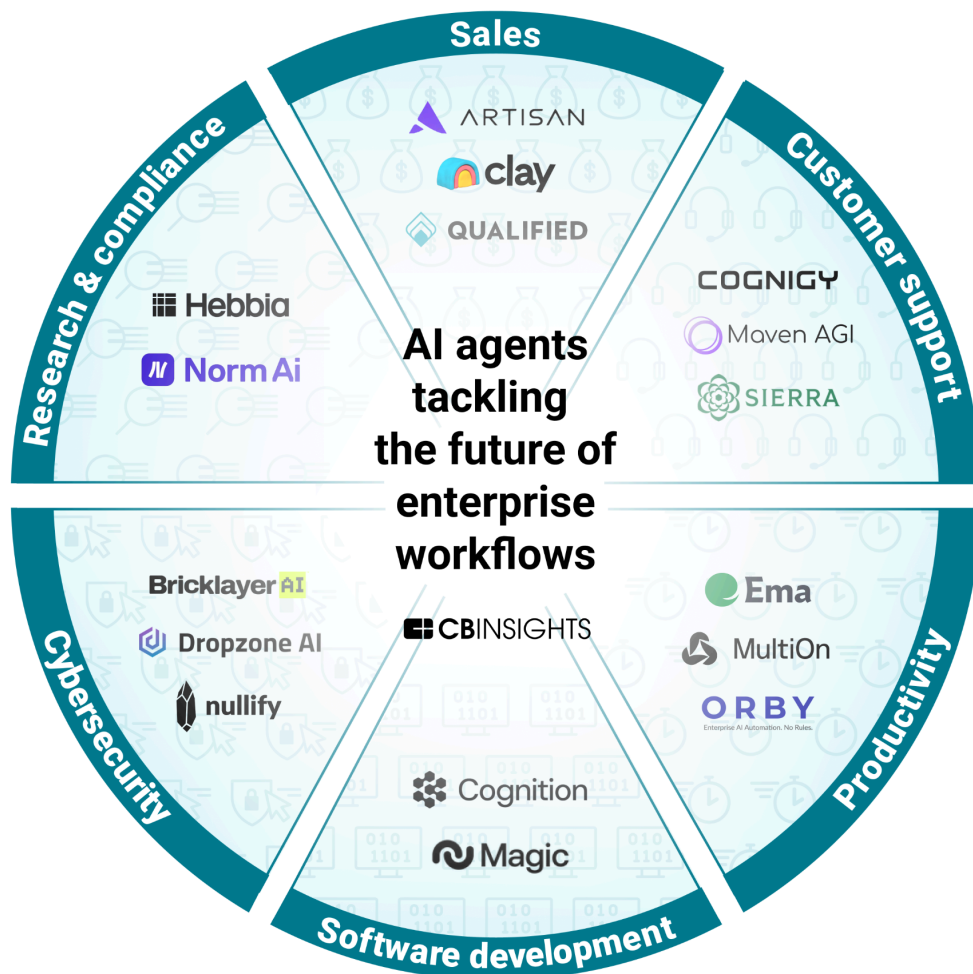 Sales
ARTISAN
clay
QUALIFIED
Customer support
COGNIGY
Maven AGI
SIERRA
Research & compliance
Hebbia
Norm Ai
AI agents
tackling
the future of
enterprise
workflows
CBINSIGHTS
Cybersecurity
Bricklayer AI
Dropzone AI
nullify
Productivity
Ema
MultiOn
ORBY
Enterprise AI Automation. No Rules.
Software development
Cognition
Magic